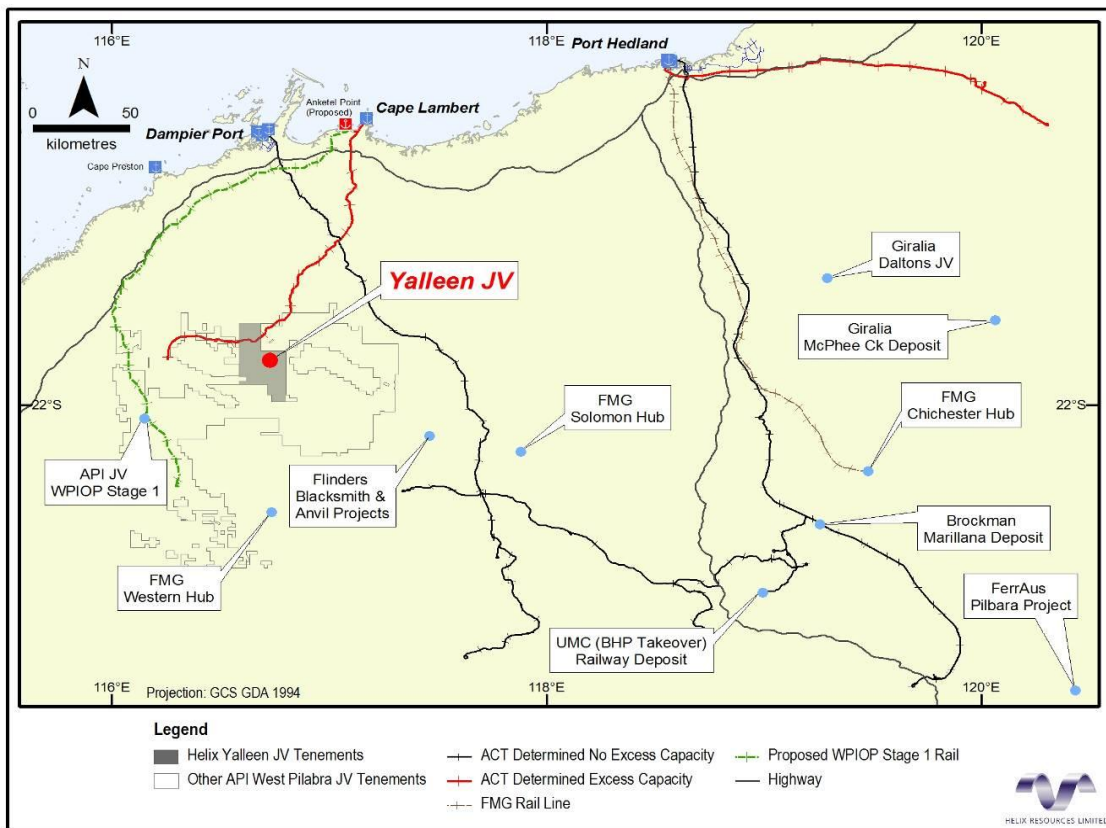 116°E
118°E
120°E
Port Hedland
N
0 50
kilometres
Anketel Point
(Proposed)
Cape Lambert
Dampier Port
Cape Preston
Yalleen JV
Giralia
Daltons JV
Giralia
McPhee Ck Deposit
22°S
22°S
FMG
Solomon Hub
FMG
Chichester Hub
API JV
WPIOP Stage 1
Flinders
Blacksmith &
Anvil Projects
Brockman
Marillana Deposit
FMG
Western Hub
FerrAus
Pilbara Project
UMC (BHP Takeover)
Railway Deposit
116°E
Projection: GCS GDA 1994
118°E
120°E
Legend
Helix Yalleen JV Tenements
Other API West Pilabra JV Tenements
ACT Determined No Excess Capacity
ACT Determined Excess Capacity
FMG Rail Line
Proposed WPIOP Stage 1 Rail
Highway
HELIX RESOURCES LIMITED